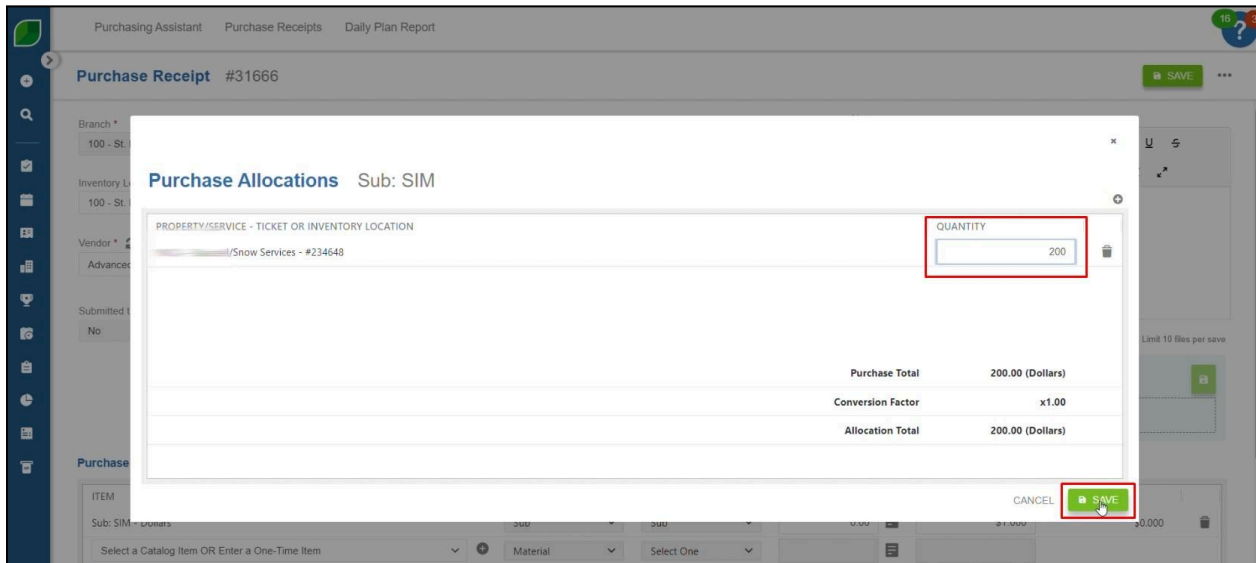 Purchasing Assistant Purchase Receipts Daily Plan Report
16
?
3
Purchase Receipt #31666
SAVE
Branch *
100 - St.
U S
Inventory
100 - St.
Purchase Allocations Sub: SIM
PROPERTY/SERVICE - TICKET OR INVENTORY LOCATION QUANTITY
/Snow Services - #234648 200
Vendor *
Advanced
Submitted
No
Limit 10 files per save
Purchase Total 200.00 (Dollars)
Conversion Factor x1.00
Allocation Total 200.00 (Dollars)
CANCEL SAVE
Purchase
ITEM
Sub: SIM - Dollars Sub Sub 0.00 $1.000 $0.000
Select a Catalog Item OR Enter a One-Time Item Material Select One